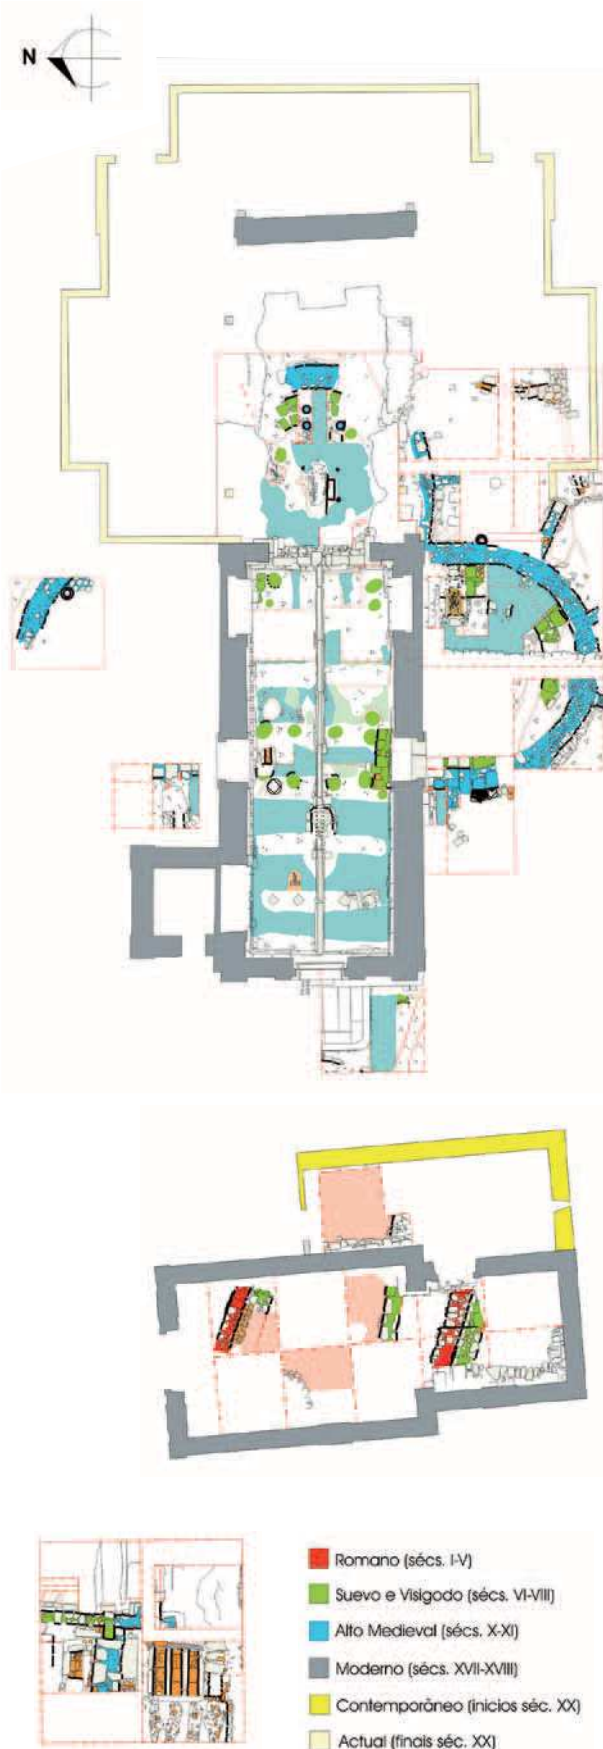 N
Romano (sécs. I-V)
Suevo e Visigodo (sécs. VI-VIII)
Alto Medieval (sécs. X-XI)
Moderno (sécs. XVII-XVIII)
Contemporâneo (inicios séc. XX)
Actual (finais séc. XX)